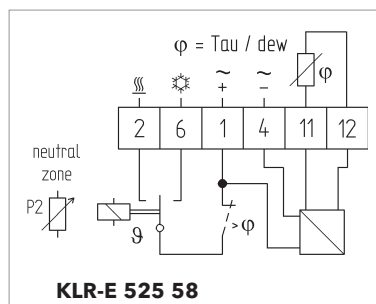 φ = Tau / dew
~ ~
+ −
φ
2 6 1 4 11 12
neutral
zone
P2
ϑ
> φ
KLR-E 525 58